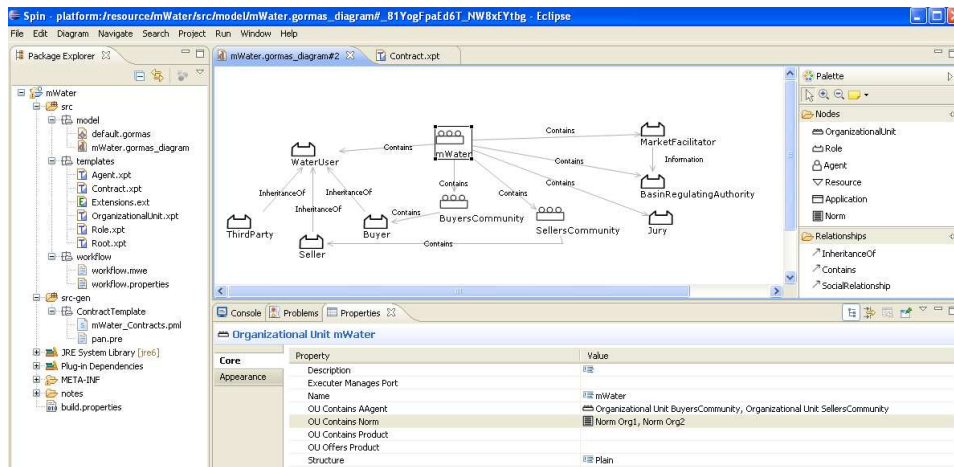 Spin - platform:/resource/mWater/src/model/mWater.gormas_diagram#_81YogFpaEd6T_NW8xEYtbg - Eclipse
File Edit Diagram Navigate Search Project Run Window Help
Package Explorer
mWater
src
model
default.gormas
mWater.gormas_diagram
templates
Agent.xpt
Contract.xpt
Extensions.ext
OrganizationalUnit.xpt
Role.xpt
Root.xpt
workflow
workflow.mwe
workflow.properties
src-gen
ContractTemplate
mWater_Contracts.pml
pan.pre
JRE System Library [jre6]
Plug-in Dependencies
META-INF
notes
build.properties
mWater.gormas_diagram#2
Contract.xpt
WaterUser
Contains
mWater
Contains
MarketFacilitator
Information
Contains
BasinRegulatingAuthority
Contains
Jury
Contains
BuyersCommunity
Contains
SellersCommunity
InheritanceOf
InheritanceOf
InheritanceOf
ThirdParty
Seller
Buyer
Contains
Contains
Palette
Nodes
OrganizationalUnit
Role
Agent
Resource
Application
Norm
Relationships
InheritanceOf
Contains
SocialRelationship
Console Problems Properties
Organizational Unit mWater
Core
Appearance
Property Value
Description
Executer Manages Port
Name mWater
OU Contains AAgent Organizational Unit BuyersCommunity, Organizational Unit SellersCommunity
OU Contains Norm Norm Org1, Norm Org2
OU Contains Product
OU Offers Product
Structure Plain